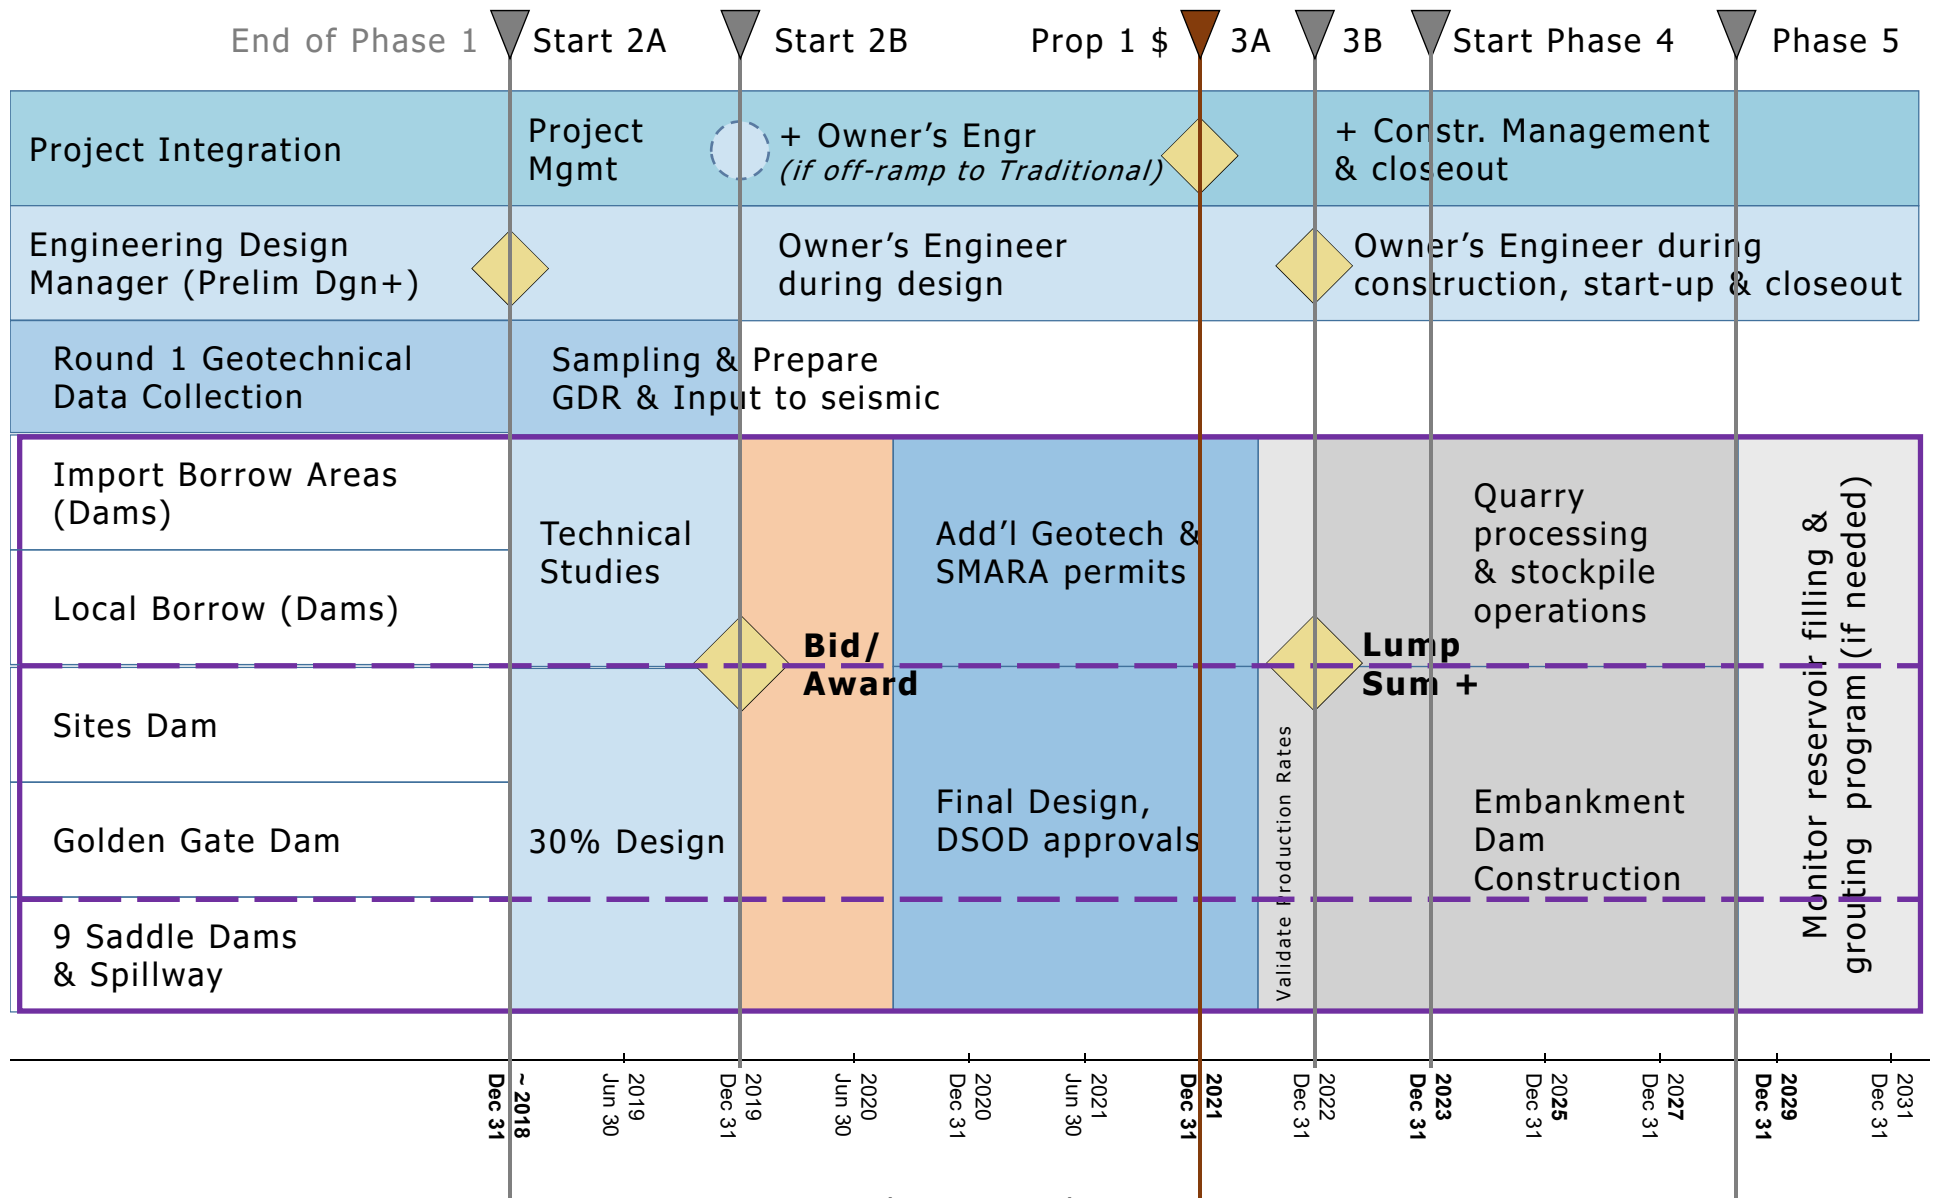 End of Phase 1
Start 2A
Start 2B
Prop 1 $
3A
3B
Start Phase 4
Phase 5
Project Integration
Project
Mgmt
+ Owner’s Engr
(if off-ramp to Traditional)
+ Constr. Management
& closeout
Engineering Design
Manager (Prelim Dgn+)
Owner’s Engineer
during design
Owner’s Engineer during
construction, start-up & closeout
Round 1 Geotechnical
Data Collection
Sampling & Prepare
GDR & Input to seismic
Import Borrow Areas
(Dams)
Local Borrow (Dams)
Sites Dam
Golden Gate Dam
9 Saddle Dams
& Spillway
Technical
Studies
30% Design
Bid/
Award
Add’l Geotech &
SMARA permits
Final Design,
DSOD approvals
Validate Production Rates
Lump
Sum +
Quarry
processing
& stockpile
operations
Embankment
Dam
Construction
Monitor reservoir filling &
grouting program (if needed)
~ 2018
Dec 31
2019
Jun 30
2019
Dec 31
2020
Jun 30
2020
Dec 31
2021
Jun 30
2021
Dec 31
2022
Dec 31
2023
Dec 31
2025
Dec 31
2027
Dec 31
2029
Dec 31
2031
Dec 31